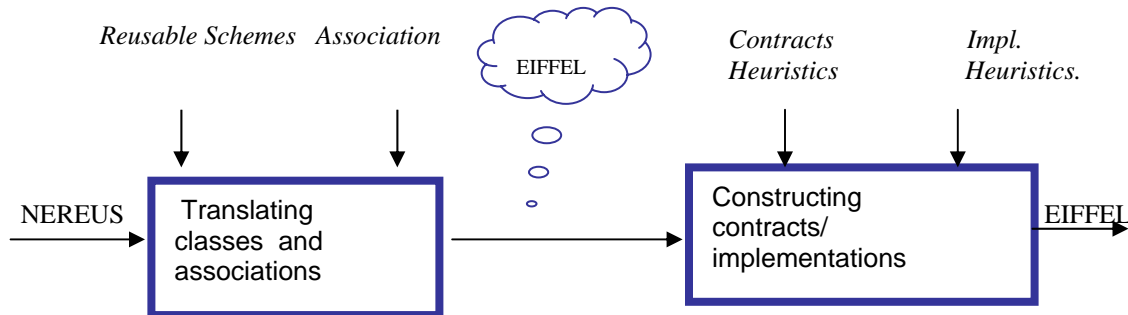 Reusable Schemes Association
EIFFEL
Contracts
Heuristics
Impl.
Heuristics.
NEREUS
Translating
classes and
associations
Constructing
contracts/
implementations
EIFFEL